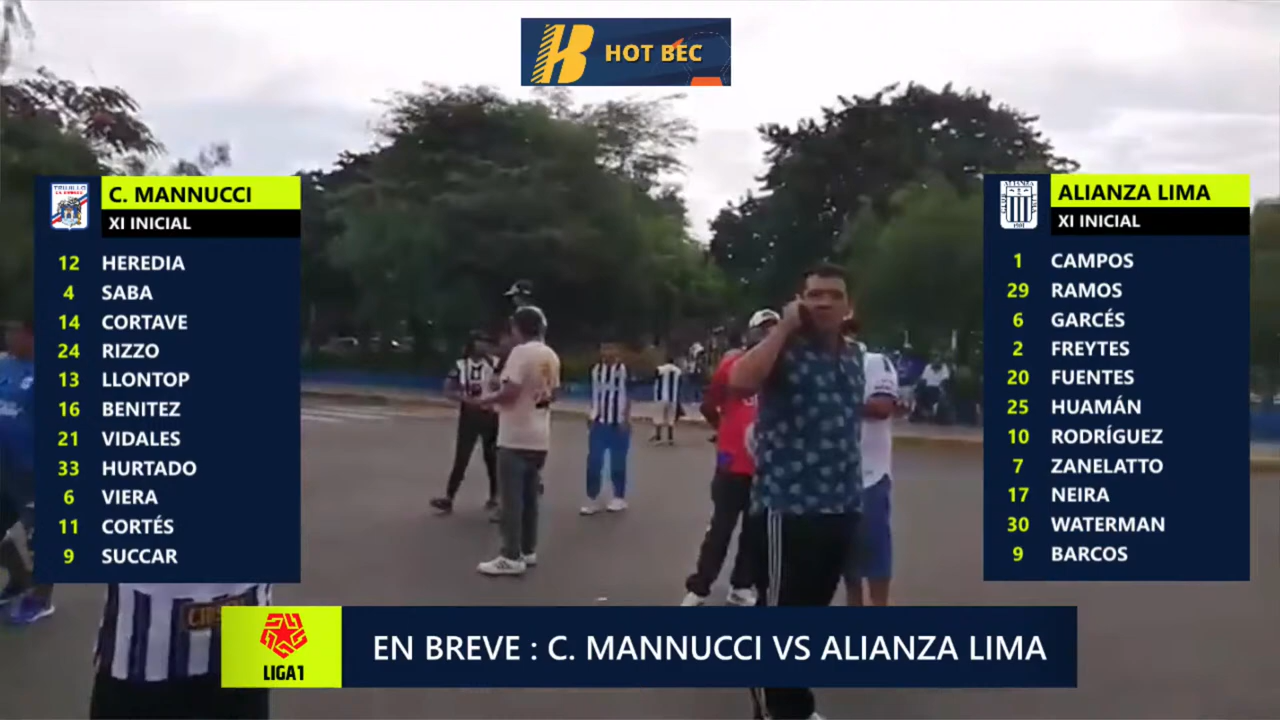 HOT BEC
TRUJILLO
C. MANNUCCI
XI INICIAL
12 HEREDIA
4 SABA
14 CORTAVE
24 RIZZO
13 LLONTOP
16 BENITEZ
21 VIDALES
33 HURTADO
6 VIERA
11 CORTÉS
9 SUCCAR
ALIANZA
ALIANZA LIMA
XI INICIAL
1 CAMPOS
29 RAMOS
6 GARCÉS
2 FREYTES
20 FUENTES
25 HUAMÁN
10 RODRÍGUEZ
7 ZANELATTO
17 NEIRA
30 WATERMAN
9 BARCOS
LIGA1
EN BREVE : C. MANNUCCI VS ALIANZA LIMA